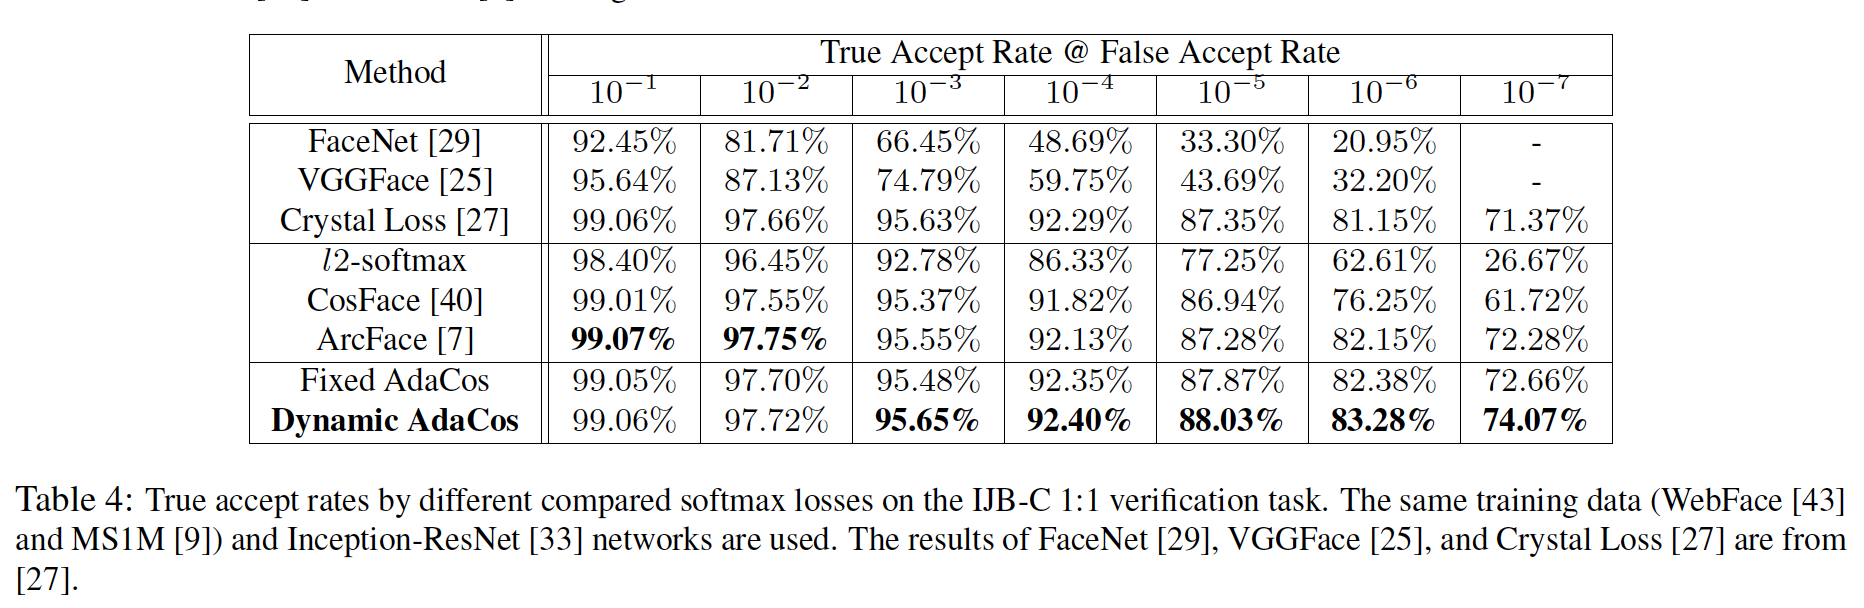 Method True Accept Rate @ False Accept Rate
10⁻¹ 10⁻² 10⁻³ 10⁻⁴ 10⁻⁵ 10⁻⁶ 10⁻⁷
FaceNet [29] 92.45% 81.71% 66.45% 48.69% 33.30% 20.95% -
VGGFace [25] 95.64% 87.13% 74.79% 59.75% 43.69% 32.20% -
Crystal Loss [27] 99.06% 97.66% 95.63% 92.29% 87.35% 81.15% 71.37%
l2-softmax 98.40% 96.45% 92.78% 86.33% 77.25% 62.61% 26.67%
CosFace [40] 99.01% 97.55% 95.37% 91.82% 86.94% 76.25% 61.72%
ArcFace [7] 99.07% 97.75% 95.55% 92.13% 87.28% 82.15% 72.28%
Fixed AdaCos 99.05% 97.70% 95.48% 92.35% 87.87% 82.38% 72.66%
Dynamic AdaCos 99.06% 97.72% 95.65% 92.40% 88.03% 83.28% 74.07%
Table 4: True accept rates by different compared softmax losses on the IJB-C 1:1 verification task. The same training data (WebFace [43]
and MS1M [9]) and Inception-ResNet [33] networks are used. The results of FaceNet [29], VGGFace [25], and Crystal Loss [27] are from
[27].